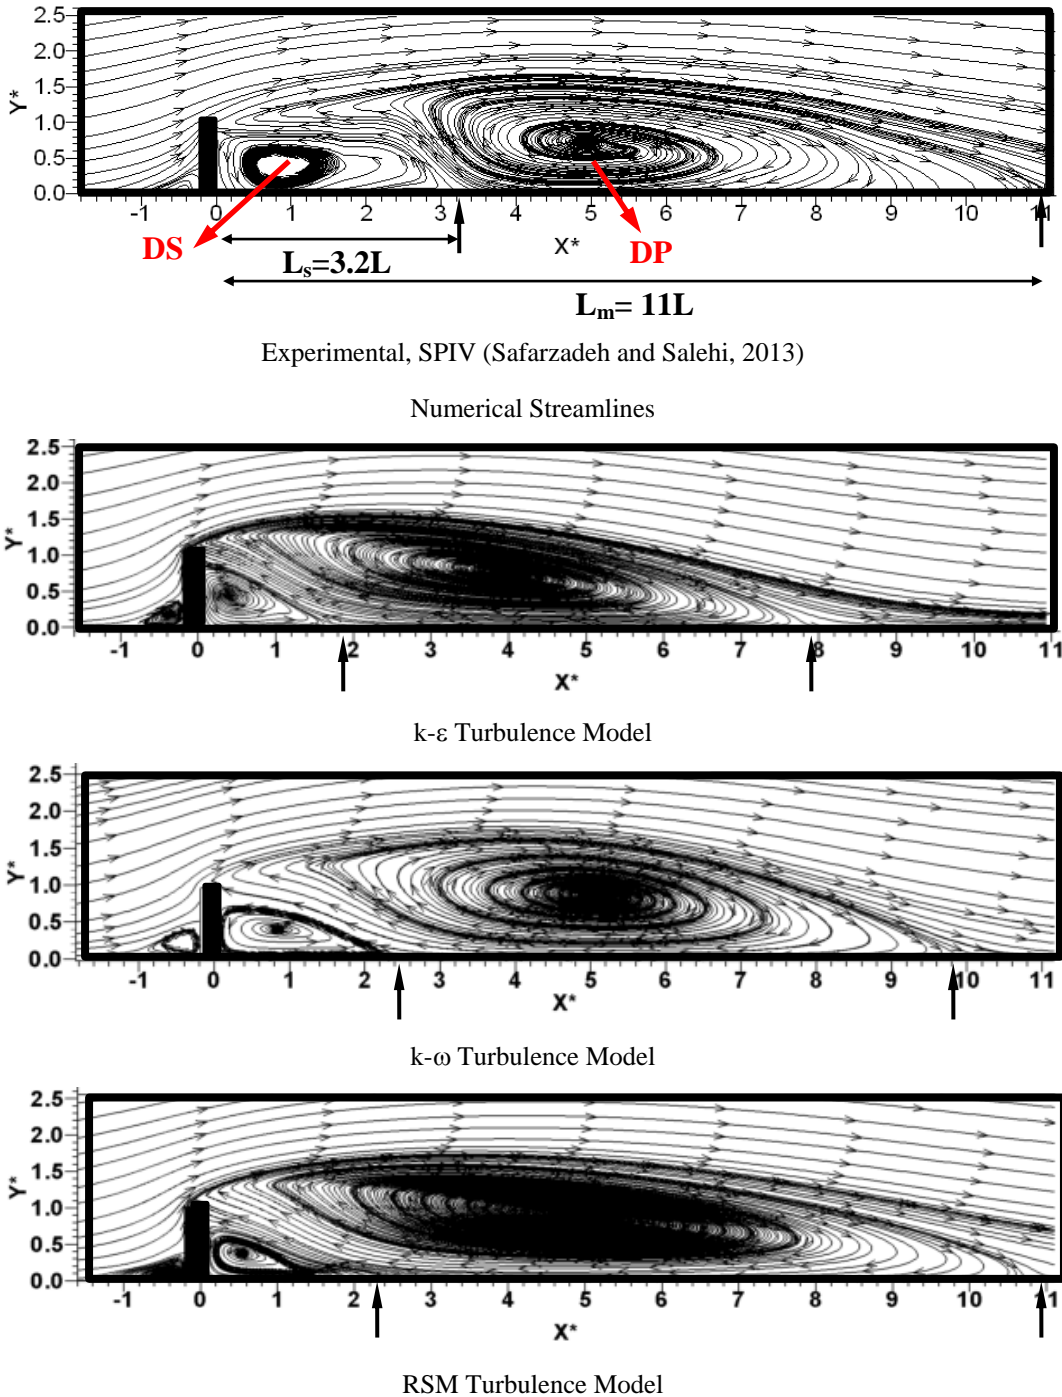 2.5
2.0
1.5
1.0
0.5
0.0
Y*
-1 0 1 2 3 4 5 6 7 8 9 10 11
X*
DS
DP
Ls=3.2L
Lm= 11L
Experimental, SPIV (Safarzadeh and Salehi, 2013)
Numerical Streamlines
2.5
2.0
1.5
1.0
0.5
0.0
Y*
-1 0 1 2 3 4 5 6 7 8 9 10 11
X*
k-ε Turbulence Model
2.5
2.0
1.5
1.0
0.5
0.0
Y*
-1 0 1 2 3 4 5 6 7 8 9 10 11
X*
k-ω Turbulence Model
2.5
2.0
1.5
1.0
0.5
0.0
Y*
-1 0 1 2 3 4 5 6 7 8 9 10 11
X*
RSM Turbulence Model